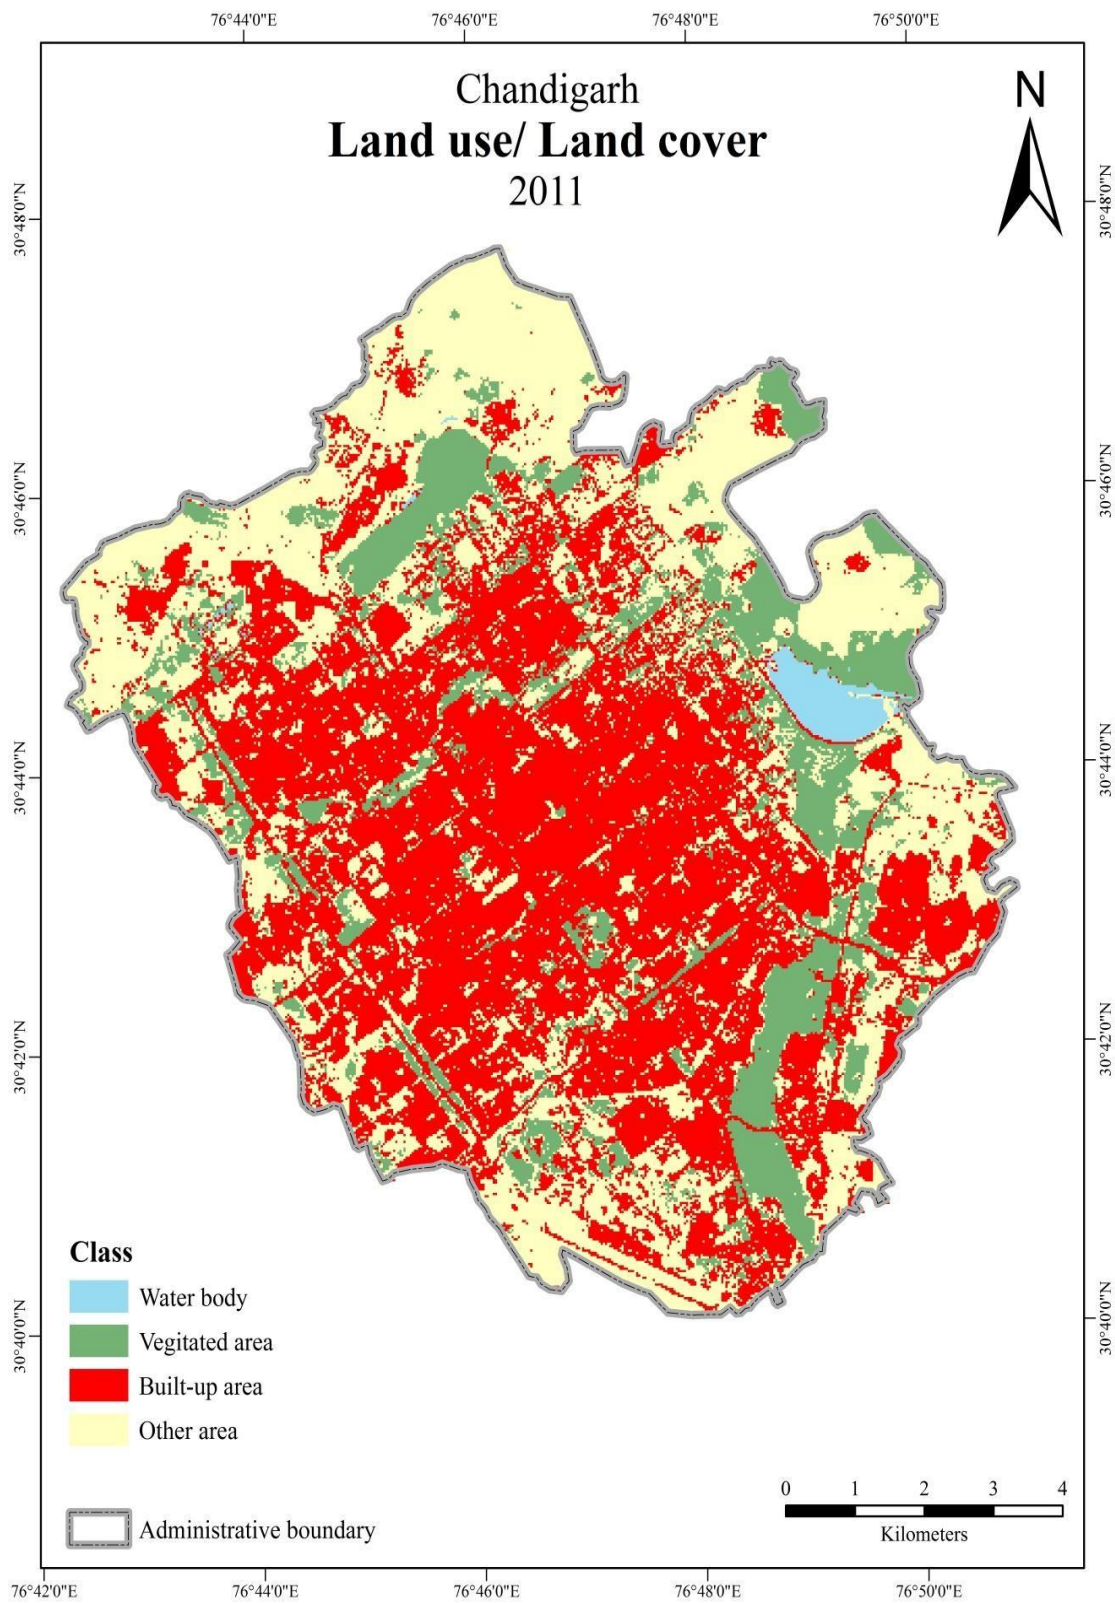 76°44'0"E 76°46'0"E 76°48'0"E 76°50'0"E
Chandigarh
Land use/ Land cover
2011
N
30°48'0"N
30°48'0"N
30°46'0"N
30°46'0"N
30°44'0"N
30°44'0"N
30°42'0"N
30°42'0"N
30°40'0"N
30°40'0"N
Class
Water body
Vegitated area
Built-up area
Other area
Administrative boundary
0 1 2 3 4
Kilometers
76°42'0"E 76°44'0"E 76°46'0"E 76°48'0"E 76°50'0"E